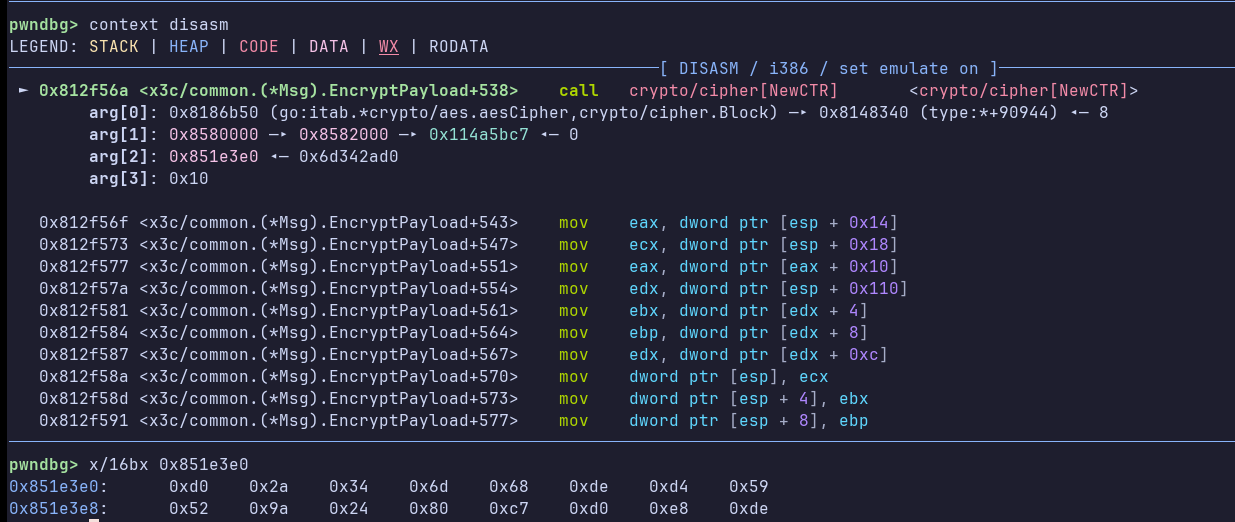 pwndbg> context disasm
LEGEND: STACK | HEAP | CODE | DATA | WX | RODATA
[ DISASM / i386 / set emulate on ]
► 0x812f56a <x3c/common.(*Msg).EncryptPayload+538>    call   crypto/cipher[NewCTR]       <crypto/cipher[NewCTR]>
arg[0]: 0x8186b50 (go:itab.*crypto/aes.aesCipher,crypto/cipher.Block) —▸ 0x8148340 (type:*+90944) ◂— 8
arg[1]: 0x8580000 —▸ 0x8582000 —▸ 0x114a5bc7 ◂— 0
arg[2]: 0x851e3e0 ◂— 0x6d342ad0
arg[3]: 0x10
0x812f56f <x3c/common.(*Msg).EncryptPayload+543>    mov    eax, dword ptr [esp + 0x14]
0x812f573 <x3c/common.(*Msg).EncryptPayload+547>    mov    ecx, dword ptr [esp + 0x18]
0x812f577 <x3c/common.(*Msg).EncryptPayload+551>    mov    eax, dword ptr [eax + 0x10]
0x812f57a <x3c/common.(*Msg).EncryptPayload+554>    mov    edx, dword ptr [esp + 0x110]
0x812f581 <x3c/common.(*Msg).EncryptPayload+561>    mov    ebx, dword ptr [edx + 4]
0x812f584 <x3c/common.(*Msg).EncryptPayload+564>    mov    ebp, dword ptr [edx + 8]
0x812f587 <x3c/common.(*Msg).EncryptPayload+567>    mov    edx, dword ptr [edx + 0xc]
0x812f58a <x3c/common.(*Msg).EncryptPayload+570>    mov    dword ptr [esp], ecx
0x812f58d <x3c/common.(*Msg).EncryptPayload+573>    mov    dword ptr [esp + 4], ebx
0x812f591 <x3c/common.(*Msg).EncryptPayload+577>    mov    dword ptr [esp + 8], ebp
pwndbg> x/16bx 0x851e3e0
0x851e3e0:      0xd0    0x2a    0x34    0x6d    0x68    0xde    0xd4    0x59
0x851e3e8:      0x52    0x9a    0x24    0x80    0xc7    0xd0    0xe8    0xde